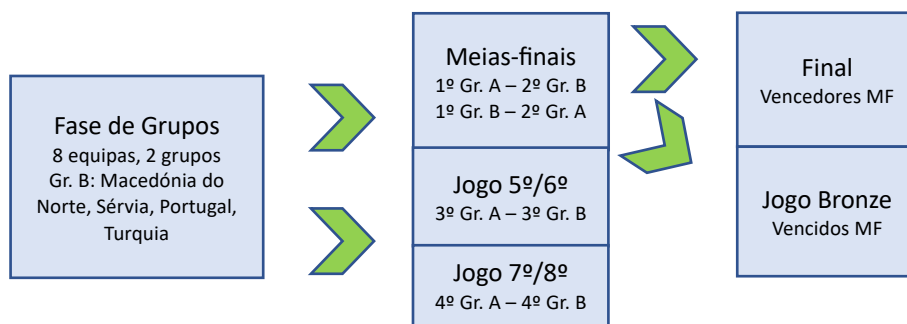 Fase de Grupos
8 equipas, 2 grupos
Gr. B: Macedónia do
Norte, Sérvia, Portugal,
Turquia
Meias-finais
1º Gr. A – 2º Gr. B
1º Gr. B – 2º Gr. A
Jogo 5º/6º
3º Gr. A – 3º Gr. B
Jogo 7º/8º
4º Gr. A – 4º Gr. B
Final
Vencedores MF
Jogo Bronze
Vencidos MF